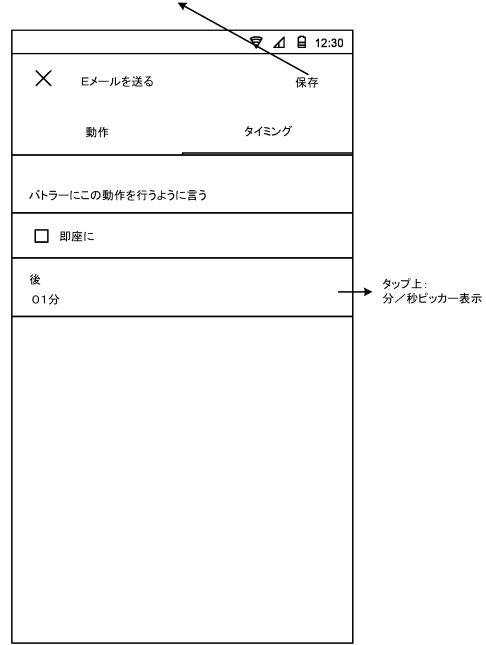 12:30
Eメールを送る
保存
動作
タイミング
バトラーにこの動作を行うように言う
即座に
後
01分
タップ上:
分/秒ピッカー表示